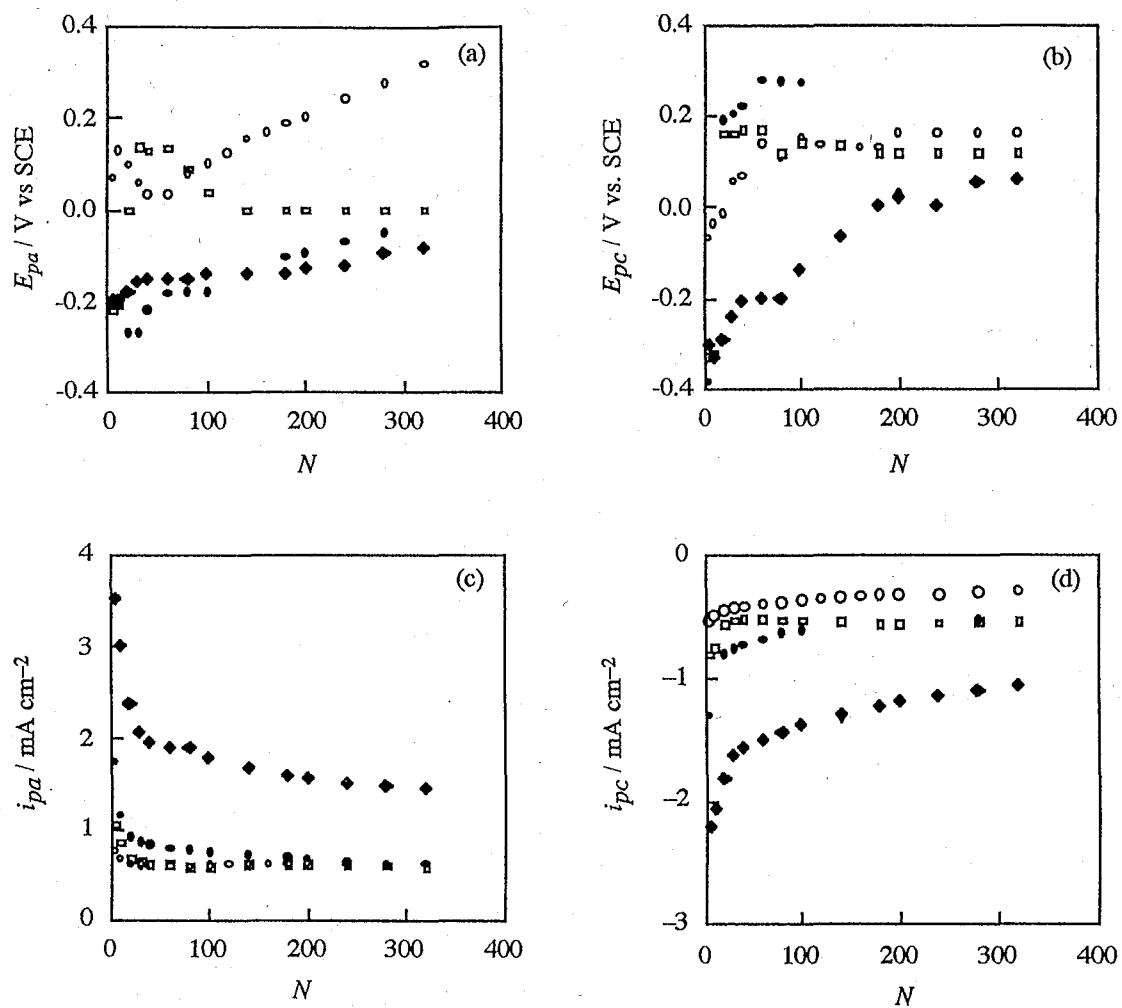 0.4
0.2
0.0
-0.2
-0.4
E_pa / V vs SCE
(a)
0 100 200 300 400
N
0.4
0.2
0.0
-0.2
-0.4
E_pc / V vs. SCE
(b)
0 100 200 300 400
N
4
3
2
1
0
i_pa / mA cm–2
(c)
0 100 200 300 400
N
0
–1
–2
–3
i_pc / mA cm–2
(d)
0 100 200 300 400
N